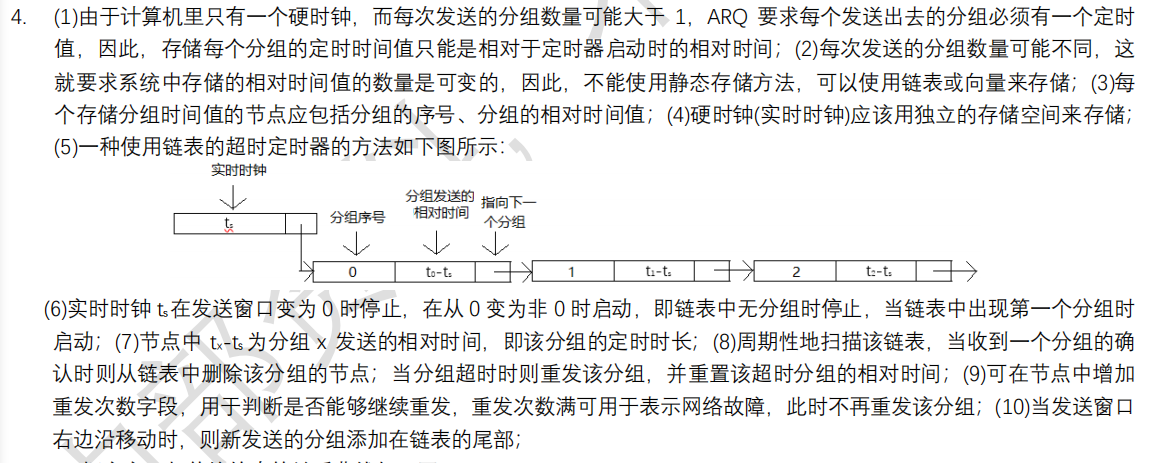 4. (1)由于计算机里只有一个硬时钟，而每次发送的分组数量可能大于 1，ARQ 要求每个发送出去的分组必须有一个定时
值，因此，存储每个分组的定时时间值只能是相对于定时器启动时的相对时间；(2)每次发送的分组数量可能不同，这
就要求系统中存储的相对时间值的数量是可变的，因此，不能使用静态存储方法，可以使用链表或向量来存储；(3)每
个存储分组时间值的节点应包括分组的序号、分组的相对时间值；(4)硬时钟(实时时钟)应该用独立的存储空间来存储；
(5)一种使用链表的超时定时器的方法如下图所示：
实时时钟
分组发送的
相对时间
指向下一
个分组
分组序号
tₛ
0 t₀-tₛ 1 t₁-tₛ 2 t₂-tₛ
(6)实时时钟 tₛ在发送窗口变为 0 时停止，在从 0 变为非 0 时启动，即链表中无分组时停止，当链表中出现第一个分组时
启动；(7)节点中 tₓ-tₛ为分组 x 发送的相对时间，即该分组的定时时长；(8)周期性地扫描该链表，当收到一个分组的确
认时则从链表中删除该分组的节点；当分组超时时则重发该分组，并重置该超时分组的相对时间；(9)可在节点中增加
重发次数字段，用于判断是否能够继续重发，重发次数满可用于表示网络故障，此时不再重发该分组；(10)当发送窗口
右边沿移动时，则新发送的分组添加在链表的尾部；